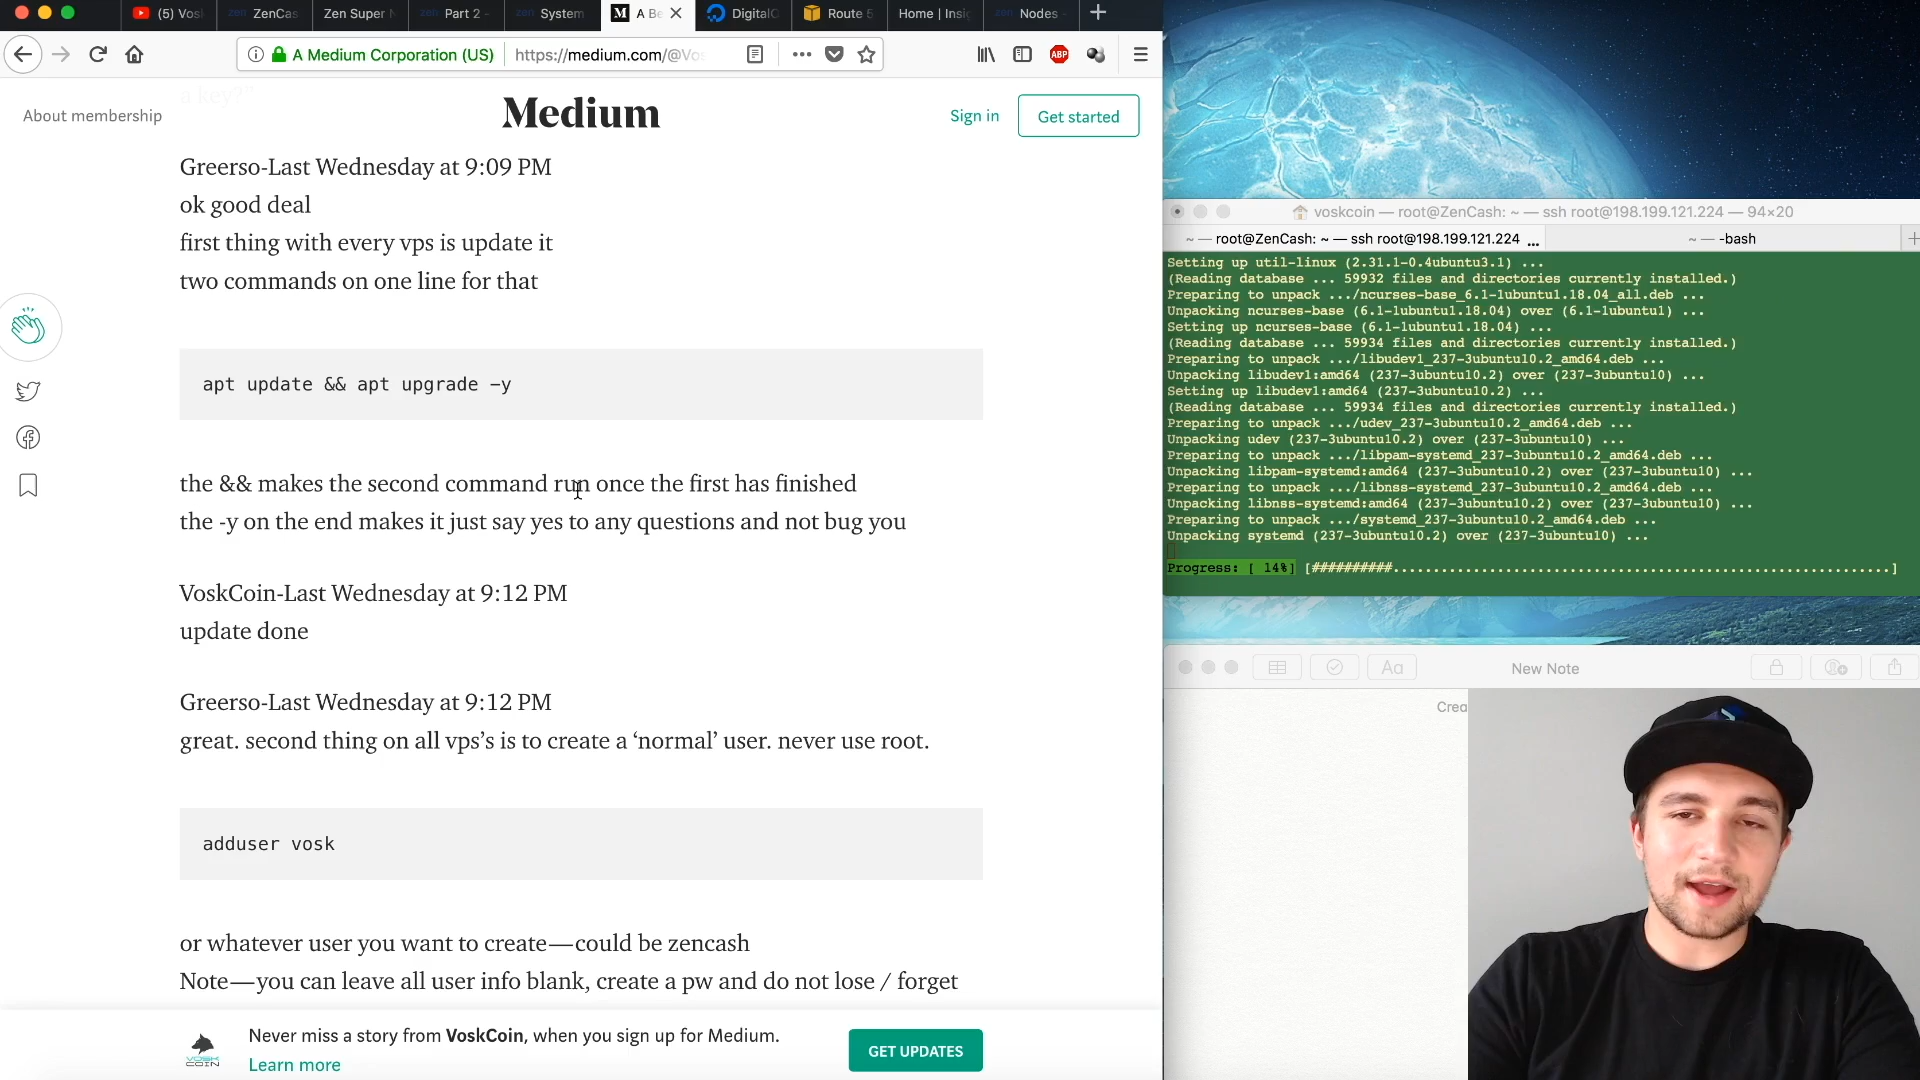 (5) Vosk
ZenCas
Zen Super N
Part 2 -
System
A Be
DigitalO
Route 5
Home | Insig
Nodes -
A Medium Corporation (US)
https://medium.com/@Vos
ABP
a key?"
About membership
Medium
Sign in
Get started
Greerso-Last Wednesday at 9:09 PM
ok good deal
first thing with every vps is update it
two commands on one line for that
apt update && apt upgrade -y
the && makes the second command run once the first has finished
the -y on the end makes it just say yes to any questions and not bug you
VoskCoin-Last Wednesday at 9:12 PM
update done
Greerso-Last Wednesday at 9:12 PM
great. second thing on all vps’s is to create a ‘normal’ user. never use root.
adduser vosk
or whatever user you want to create—could be zencash
Note—you can leave all user info blank, create a pw and do not lose / forget
VOSK
COIN
Never miss a story from VoskCoin, when you sign up for Medium.
Learn more
GET UPDATES
voskcoin — root@ZenCash: ~ — ssh root@198.199.121.224 — 94×20
~ — root@ZenCash: ~ — ssh root@198.199.121.224 ...
~ — -bash
Setting up util-linux (2.31.1-0.4ubuntu3.1) ...
(Reading database ... 59932 files and directories currently installed.)
Preparing to unpack .../ncurses-base_6.1-1ubuntu1.18.04_all.deb ...
Unpacking ncurses-base (6.1-1ubuntu1.18.04) over (6.1-1ubuntu1) ...
Setting up ncurses-base (6.1-1ubuntu1.18.04) ...
(Reading database ... 59934 files and directories currently installed.)
Preparing to unpack .../libudev1_237-3ubuntu10.2_amd64.deb ...
Unpacking libudev1:amd64 (237-3ubuntu10.2) over (237-3ubuntu10) ...
Setting up libudev1:amd64 (237-3ubuntu10.2) ...
(Reading database ... 59934 files and directories currently installed.)
Preparing to unpack .../udev_237-3ubuntu10.2_amd64.deb ...
Unpacking udev (237-3ubuntu10.2) over (237-3ubuntu10) ...
Preparing to unpack .../libpam-systemd_237-3ubuntu10.2_amd64.deb ...
Unpacking libpam-systemd:amd64 (237-3ubuntu10.2) over (237-3ubuntu10) ...
Preparing to unpack .../libnss-systemd_237-3ubuntu10.2_amd64.deb ...
Unpacking libnss-systemd:amd64 (237-3ubuntu10.2) over (237-3ubuntu10) ...
Preparing to unpack .../systemd_237-3ubuntu10.2_amd64.deb ...
Unpacking systemd (237-3ubuntu10.2) over (237-3ubuntu10) ...
Progress: [ 14%] [##########..............................................................]
Aa
New Note
Crea